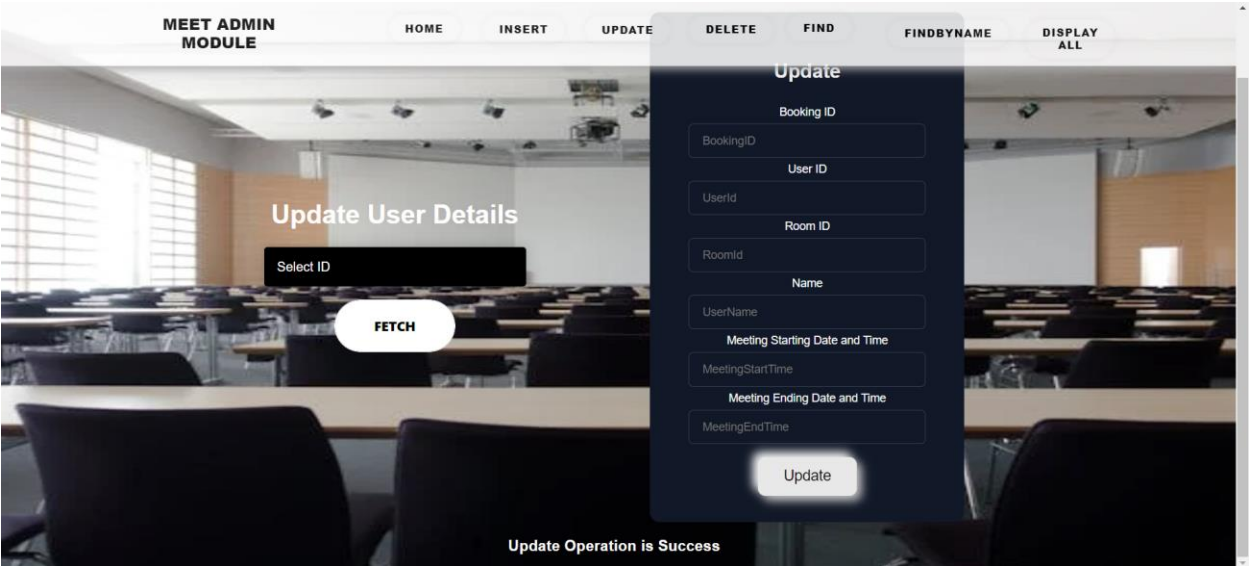 MEET ADMIN
MODULE
HOME
INSERT
UPDATE
DELETE
FIND
FINDBYNAME
DISPLAY
ALL
Update User Details
Select ID
FETCH
Update
Booking ID
BookingID
User ID
UserId
Room ID
RoomId
Name
UserName
Meeting Starting Date and Time
MeetingStartTime
Meeting Ending Date and Time
MeetingEndTime
Update
Update Operation is Success